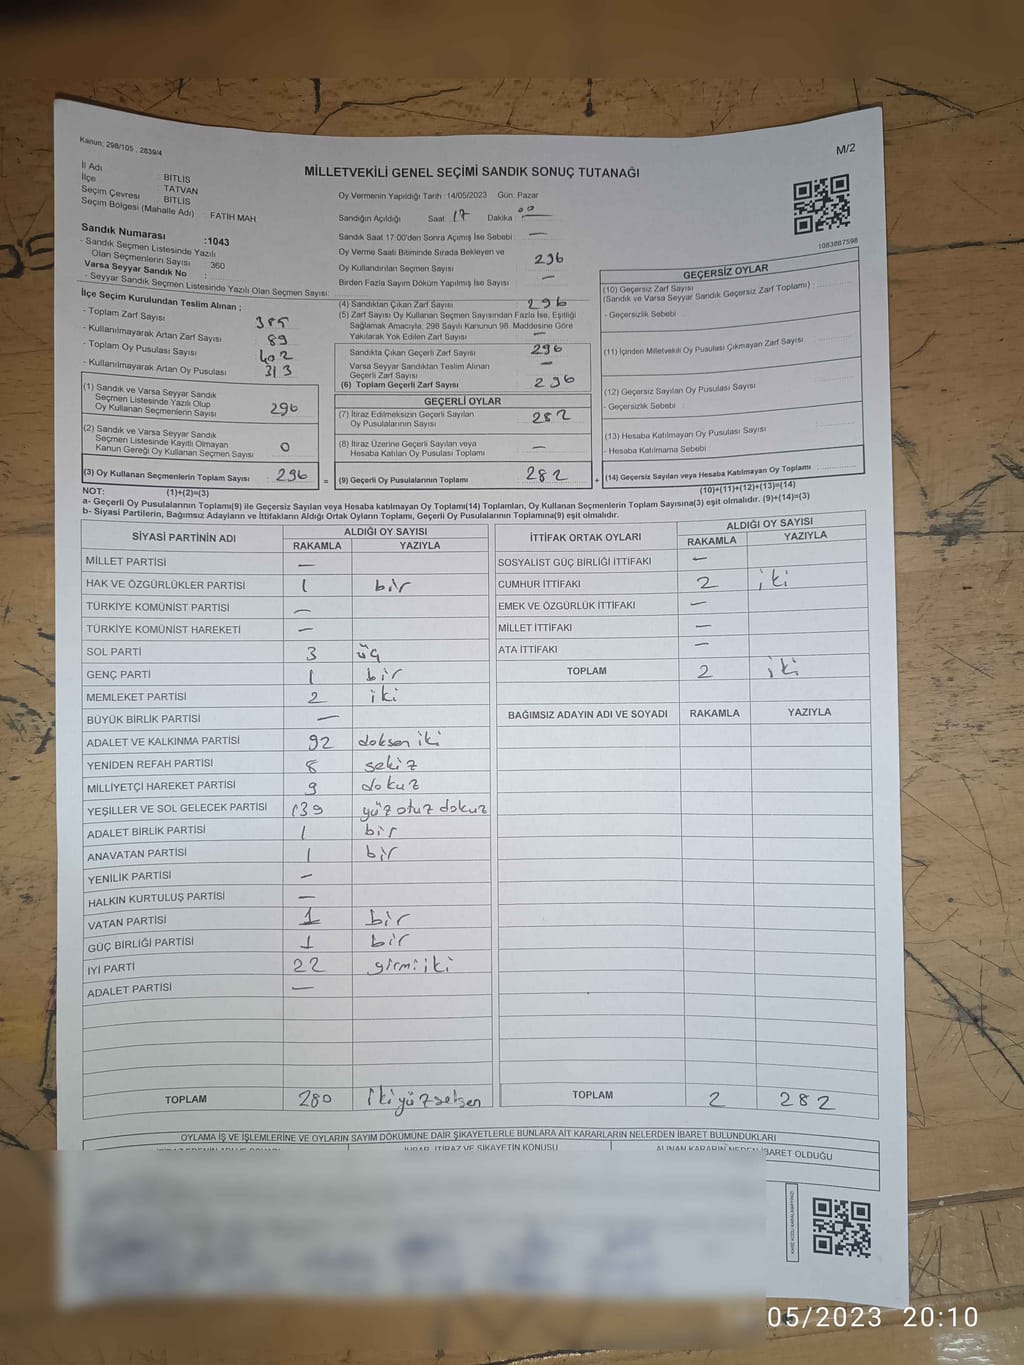 Kanun: 298/105 , 2839/4
M/2
MİLLETVEKİLİ GENEL SEÇİMİ SANDIK SONUÇ TUTANAĞI
İl Adı : BITLIS
İlçe : TATVAN
Seçim Çevresi : BITLIS
Seçim Bölgesi (Mahalle Adı) : FATİH MAH
Sandık Numarası :1043
- Sandık Seçmen Listesinde Yazılı
Olan Seçmenlerin Sayısı : 360
Varsa Seyyar Sandık No :
- Seyyar Sandık Seçmen Listesinde Yazılı Olan Seçmen Sayısı:
İlçe Seçim Kurulundan Teslim Alınan ;
- Toplam Zarf Sayısı : 385
- Kullanılmayarak Artan Zarf Sayısı : 89
- Toplam Oy Pusulası Sayısı : 402
- Kullanılmayarak Artan Oy Pusulası : 313
(1) Sandık ve Varsa Seyyar Sandık
Seçmen Listesinde Yazılı Olup
Oy Kullanan Seçmenlerin Sayısı 296
(2) Sandık ve Varsa Seyyar Sandık
Seçmen Listesinde Kayıtlı Olmayan
Kanun Gereği Oy Kullanan Seçmen Sayısı 0
(3) Oy Kullanan Seçmenlerin Toplam Sayısı 296 =
Oy Vermenin Yapıldığı Tarih :14/05/2023 Gün: Pazar
Sandığın Açıldığı Saat 17 Dakika : 00
Sandık Saat 17:00'den Sonra Açımış İse Sebebi : —
Oy Verme Saati Bitiminde Sırada Bekleyen ve
Oy Kullandırılan Seçmen Sayısı 296
Birden Fazla Sayım Döküm Yapılmış İse Sayısı : —
(4) Sandıktan Çıkan Zarf Sayısı : 296
(5) Zarf Sayısı Oy Kullanan Seçmen Sayısından Fazla İse, Eşitliği
Sağlamak Amacıyla, 298 Sayılı Kanunun 98. Maddesine Göre
Yakılarak Yok Edilen Zarf Sayısı : —
Sandıkta Çıkan Geçerli Zarf Sayısı : 296
Varsa Seyyar Sandıktan Teslim Alınan
Geçerli Zarf Sayısı : —
(6) Toplam Geçerli Zarf Sayısı : 296
GEÇERLİ OYLAR
(7) İtiraz Edilmeksizin Geçerli Sayılan
Oy Pusulalarının Sayısı : 282
(8) İtiraz Üzerine Geçerli Sayılan veya
Hesaba Katılan Oy Pusulası Toplamı : —
(9) Geçerli Oy Pusulalarının Toplamı 282 +
1083867598
GEÇERSİZ OYLAR
(10) Geçersiz Zarf Sayısı
(Sandık ve Varsa Seyyar Sandık Geçersiz Zarf Toplamı) :
- Geçersizlik Sebebi :
(11) İçinden Milletvekili Oy Pusulası Çıkmayan Zarf Sayısı :
(12) Geçersiz Sayılan Oy Pusulası Sayısı :
- Geçersizlik Sebebi :
(13) Hesaba Katılmayan Oy Pusulası Sayısı :
- Hesaba Katılmama Sebebi :
(14) Geçersiz Sayılan veya Hesaba Katılmayan Oy Toplamı :
NOT: (1)+(2)=(3) (10)+(11)+(12)+(13)=(14)
a- Geçerli Oy Pusulalarının Toplamı(9) ile Geçersiz Sayılan veya Hesaba Katılmayan Oy Toplamı(14) Toplamları, Oy Kullanan Seçmenlerin Toplam Sayısına(3) eşit olmalıdır. (9)+(14)=(3)
b- Siyasi Partilerin, Bağımsız Adayların ve İttifakların Aldığı Ortak Oyların Toplamı, Geçerli Oy Pusulalarının Toplamına(9) eşit olmalıdır.
SİYASİ PARTİNİN ADI ALDIĞI OY SAYISI
RAKAMLA YAZIYLA
MİLLET PARTİSİ —
HAK VE ÖZGÜRLÜKLER PARTİSİ 1 bir
TÜRKİYE KOMÜNİST PARTİSİ —
TÜRKİYE KOMÜNİST HAREKETİ —
SOL PARTİ 3 üç
GENÇ PARTİ 1 bir
MEMLEKET PARTİSİ 2 iki
BÜYÜK BİRLİK PARTİSİ —
ADALET VE KALKINMA PARTİSİ 92 doksan iki
YENİDEN REFAH PARTİSİ 8 sekiz
MİLLİYETÇİ HAREKET PARTİSİ 9 dokuz
YEŞİLLER VE SOL GELECEK PARTİSİ 139 yüz otuz dokuz
ADALET BİRLİK PARTİSİ 1 bir
ANAVATAN PARTİSİ 1 bir
YENİLİK PARTİSİ —
HALKIN KURTULUŞ PARTİSİ —
VATAN PARTİSİ 1 bir
GÜÇ BİRLİĞİ PARTİSİ 1 bir
İYİ PARTİ 22 yirmi iki
ADALET PARTİSİ —
TOPLAM 280 İkiyüzseksen
İTTİFAK ORTAK OYLARI ALDIĞI OY SAYISI
RAKAMLA YAZIYLA
SOSYALİST GÜÇ BİRLİĞİ İTTİFAKI —
CUMHUR İTTİFAKI 2 iki
EMEK VE ÖZGÜRLÜK İTTİFAKI —
MİLLET İTTİFAKI —
ATA İTTİFAKI —
TOPLAM 2 iki
BAĞIMSIZ ADAYIN ADI VE SOYADI RAKAMLA YAZIYLA
TOPLAM 2 282
OYLAMA İŞ VE İŞLEMLERİNE VE OYLARIN SAYIM DÖKÜMÜNE DAİR ŞİKAYETLERLE BUNLARA AİT KARARLARIN NELERDEN İBARET BULUNDUKLARI
İTİRAZ VE ŞİKAYETİN KONUSU ALINAN KARARIN NEDEN İBARET OLDUĞU
05/2023 20:10